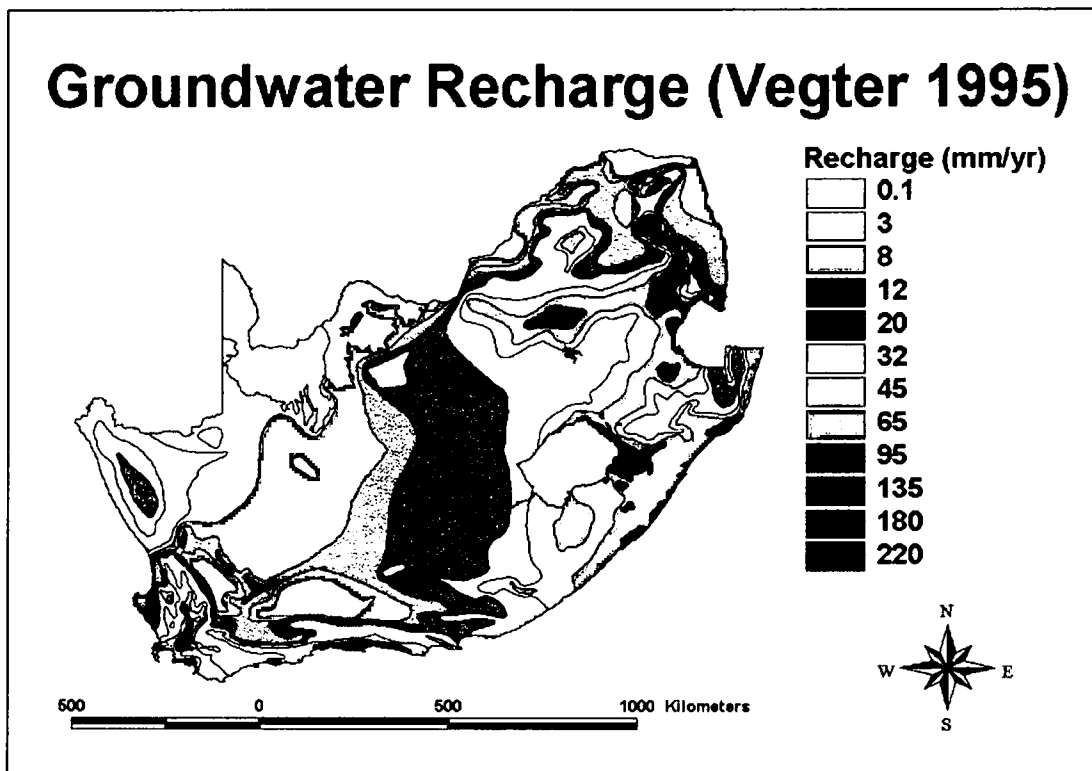 Groundwater Recharge (Vegter 1995)
Recharge (mm/yr)
0.1
3
8
12
20
32
45
65
95
135
180
220
N
W E
S
500 0 500 1000 Kilometers